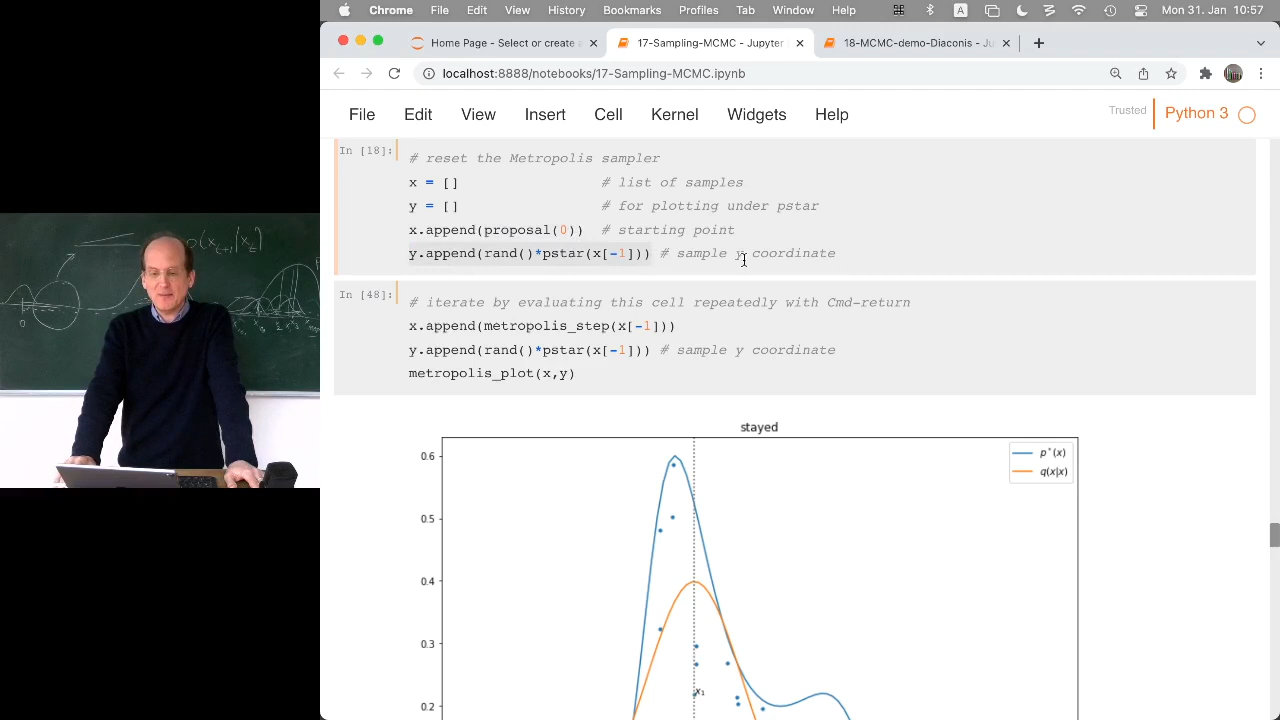 Chrome File Edit View History Bookmarks Profiles Tab Window Help A Mon 31. Jan 10:57
Home Page - Select or create a 17-Sampling-MCMC - Jupyter 18-MCMC-demo-Diaconis - Ju
localhost:8888/notebooks/17-Sampling-MCMC.ipynb
File Edit View Insert Cell Kernel Widgets Help Trusted Python 3
In [18]: # reset the Metropolis sampler
x = [] # list of samples
y = [] # for plotting under pstar
x.append(proposal(0)) # starting point
y.append(rand()*pstar(x[-1])) # sample y coordinate
In [48]: # iterate by evaluating this cell repeatedly with Cmd-return
x.append(metropolis_step(x[-1]))
y.append(rand()*pstar(x[-1])) # sample y coordinate
metropolis_plot(x,y)
stayed
p*(x)
q(x|x)
0.6
0.5
0.4
0.3
0.2
x₁